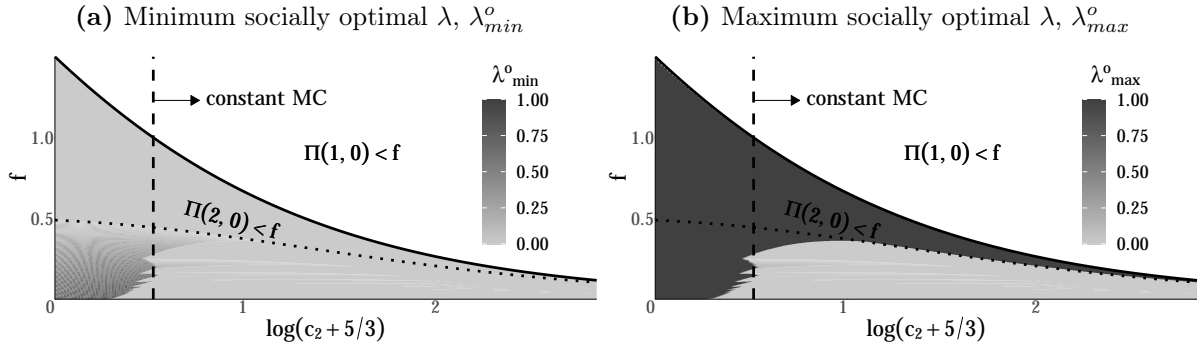 (a) Minimum socially optimal λ, λ^o_min
λ^o_min
1.00
0.75
0.50
0.25
0.00
constant MC
Π(1, 0) < f
Π(2, 0) < f
f
1.0
0.5
0
1
2
log(c₂ + 5/3)
(b) Maximum socially optimal λ, λ^o_max
λ^o_max
1.00
0.75
0.50
0.25
0.00
constant MC
Π(1, 0) < f
Π(2, 0) < f
f
1.0
0.5
0
1
2
log(c₂ + 5/3)